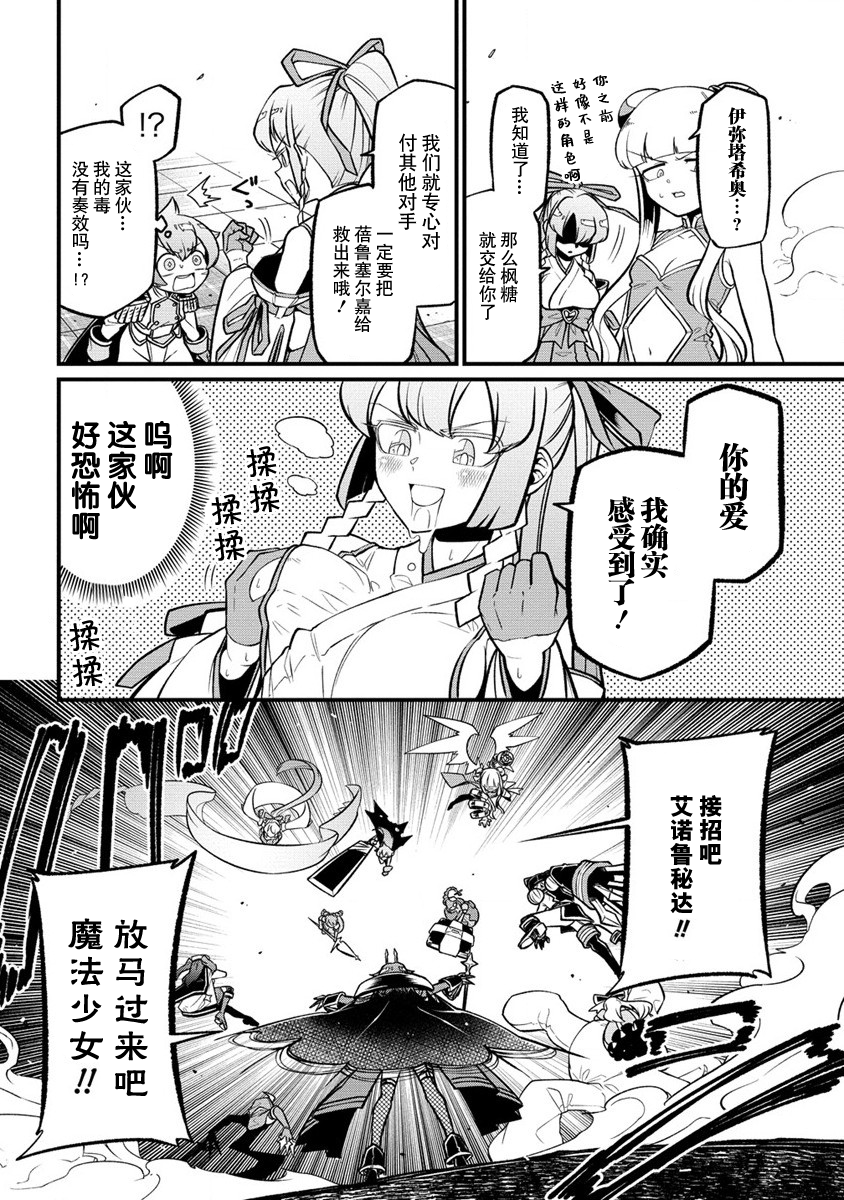 伊弥塔希奥…?
你之前
好像不是
这样的角色啊
我知道了…
那么枫糖
就交给你了
我们就专心对
付其他对手
一定要把
蓓鲁塞尔嘉给
救出来哦!
!?
这家伙…
我的毒
没有奏效吗…!?
你的爱
我确实
感受到了!
揉揉
揉揉
揉揉
呜啊
这家伙
好恐怖啊
接招吧
艾诺鲁秘达!!
放马过来吧
魔法少女!!